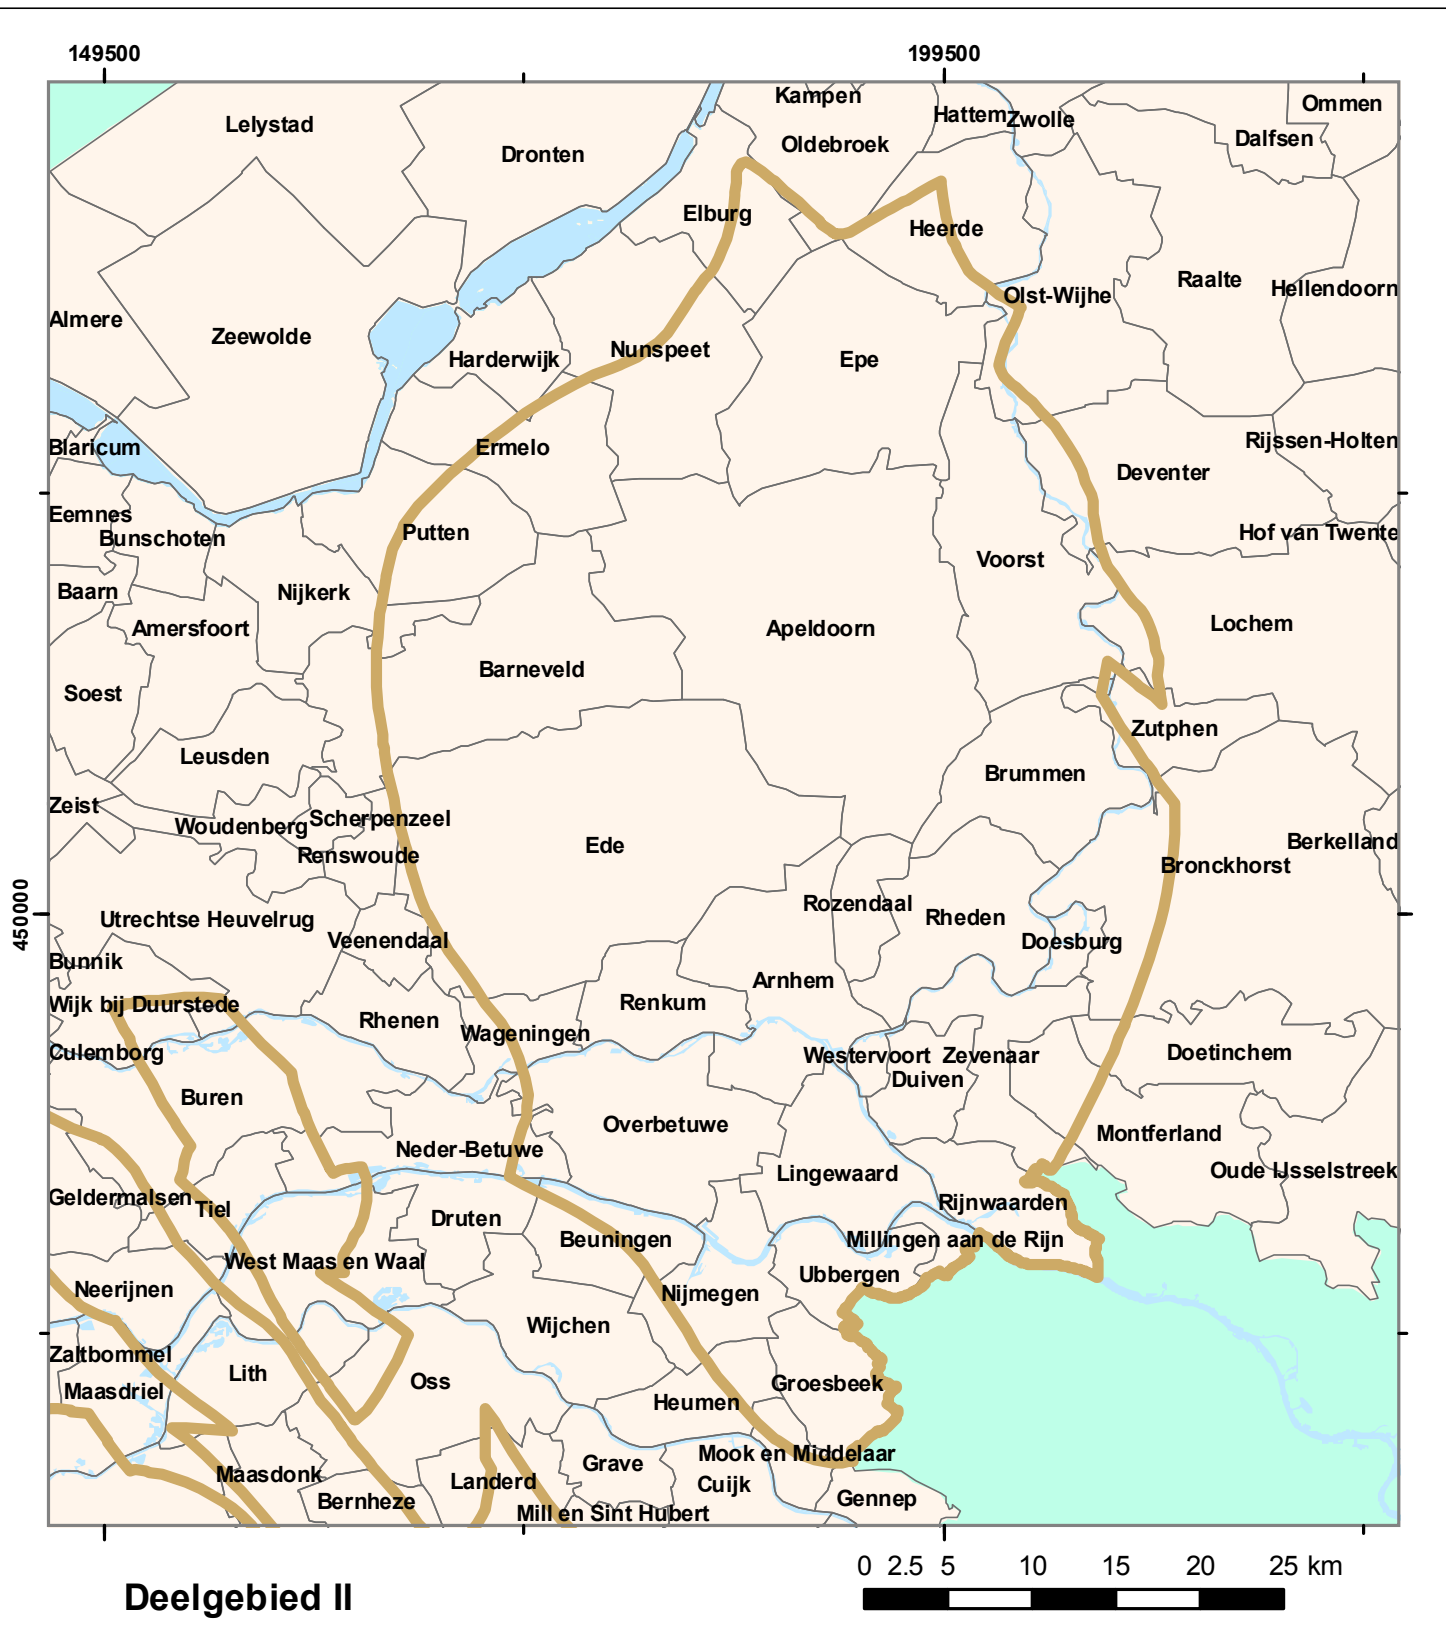 149500 199500
Kampen
Ommen
Hattem
Zwolle
Lelystad
Dalfsen
Oldebroek
Dronten
Elburg
Heerde
Raalte
Hellendoorn
Olst-Wijhe
Almere
Zeewolde
Nunspeet
Harderwijk
Epe
Rijssen-Holten
Blaricum
Ermelo
Deventer
Eemnes
Putten
Hof van Twente
Bunschoten
Voorst
Baarn
Nijkerk
Lochem
Amersfoort
Apeldoorn
Barneveld
Soest
Zutphen
Leusden
Brummen
Zeist
Scherpenzeel
Woudenberg
Berkelland
Ede
Renswoude
Bronckhorst
Rozendaal
450000
Utrechtse Heuvelrug
Rheden
Veenendaal
Doesburg
Bunnik
Arnhem
Wijk bij Duurstede
Renkum
Rhenen
Wageningen
Culemborg
Westervoort
Zevenaar
Doetinchem
Duiven
Buren
Overbetuwe
Montferland
Neder-Betuwe
Lingewaard
Oude IJsselstreek
Geldermalsen
Rijnwaarden
Tiel
Druten
Beuningen
Millingen aan de Rijn
West Maas en Waal
Ubbergen
Neerijnen
Nijmegen
Wijchen
Zaltbommel
Lith
Oss
Groesbeek
Maasdriel
Heumen
Mook en Middelaar
Grave
Maasdonk
Landerd
Cuijk
Gennep
Bernheze
Mill en Sint Hubert
0 2.5 5 10 15 20 25 km
Deelgebied II